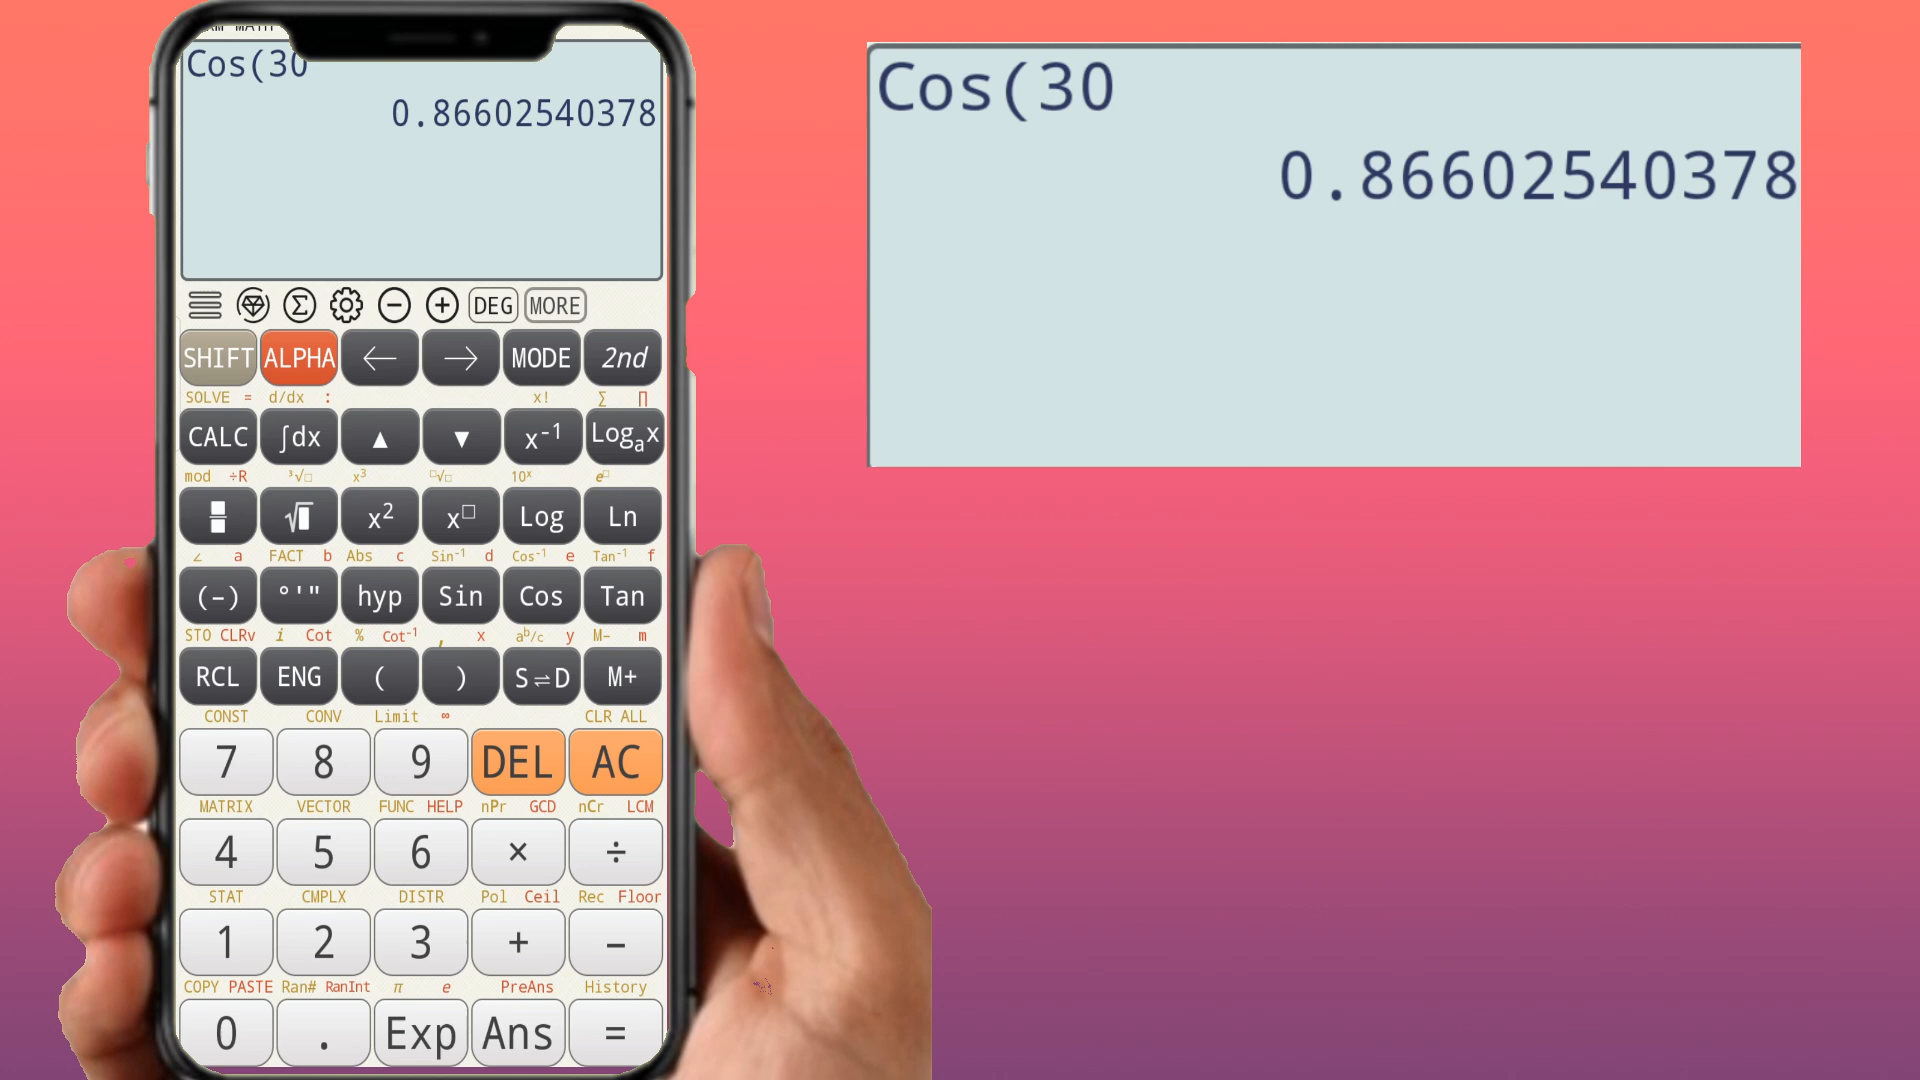 Cos(30
0.86602540378
DEG MORE
SHIFT ALPHA ← → MODE 2nd
SOLVE = d/dx : x! ∑ ∏
CALC ∫dx ▲ ▼ x⁻¹ Logₐx
mod ÷R ³√□ x³ □√□ 10ˣ e□
√ x² x□ Log Ln
∠ a FACT b Abs c Sin⁻¹ d Cos⁻¹ e Tan⁻¹ f
(−) °'" hyp Sin Cos Tan
STO CLRv i Cot % Cot⁻¹ , x aᵇ/c y M− m
RCL ENG ( ) S⇌D M+
CONST CONV Limit ∞ CLR ALL
7 8 9 DEL AC
MATRIX VECTOR FUNC HELP nPr GCD nCr LCM
4 5 6 × ÷
STAT CMPLX DISTR Pol Ceil Rec Floor
1 2 3 + −
COPY PASTE Ran# RanInt π e PreAns History
0 . Exp Ans =
Cos(30
0.86602540378